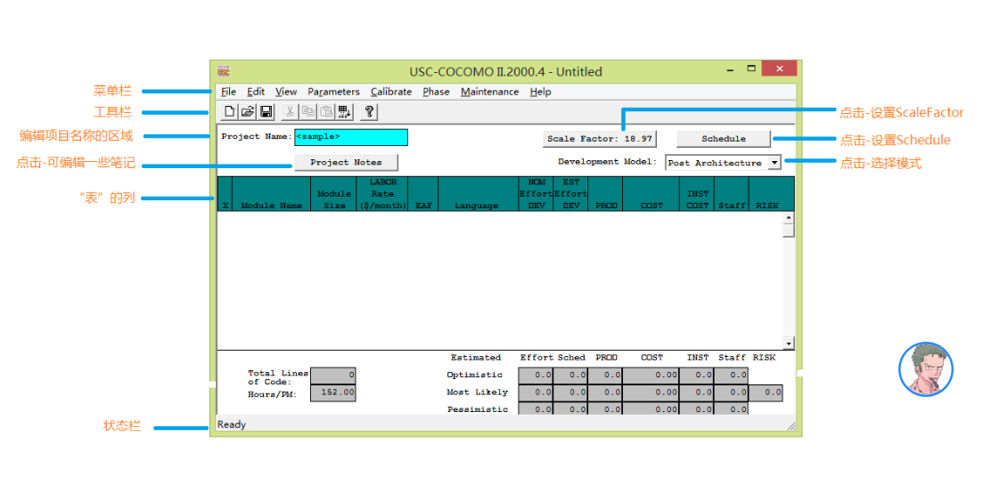 USC-COCOMO II.2000.4 - Untitled
菜单栏
File Edit View Parameters Calibrate Phase Maintenance Help
工具栏
点击-设置ScaleFactor
编辑项目名称的区域
Project Name: <sample>
Scale Factor: 18.97
Schedule
点击-设置Schedule
点击-可编辑一些笔记
Project Notes
Development Model: Post Architecture
点击-选择模式
“表”的列
X Module Name Module Size LABOR Rate ($/month) EAF Language NOM Effort DEV EST Effort DEV PROD COST INST COST Staff RISK
Estimated Effort Sched PROD COST INST Staff RISK
Total Lines of Code: 0
Optimistic 0.0 0.0 0.0 0.00 0.0 0.0
Hours/PM: 152.00
Most Likely 0.0 0.0 0.0 0.00 0.0 0.0 0.0
Pessimistic 0.0 0.0 0.0 0.00 0.0 0.0
状态栏
Ready